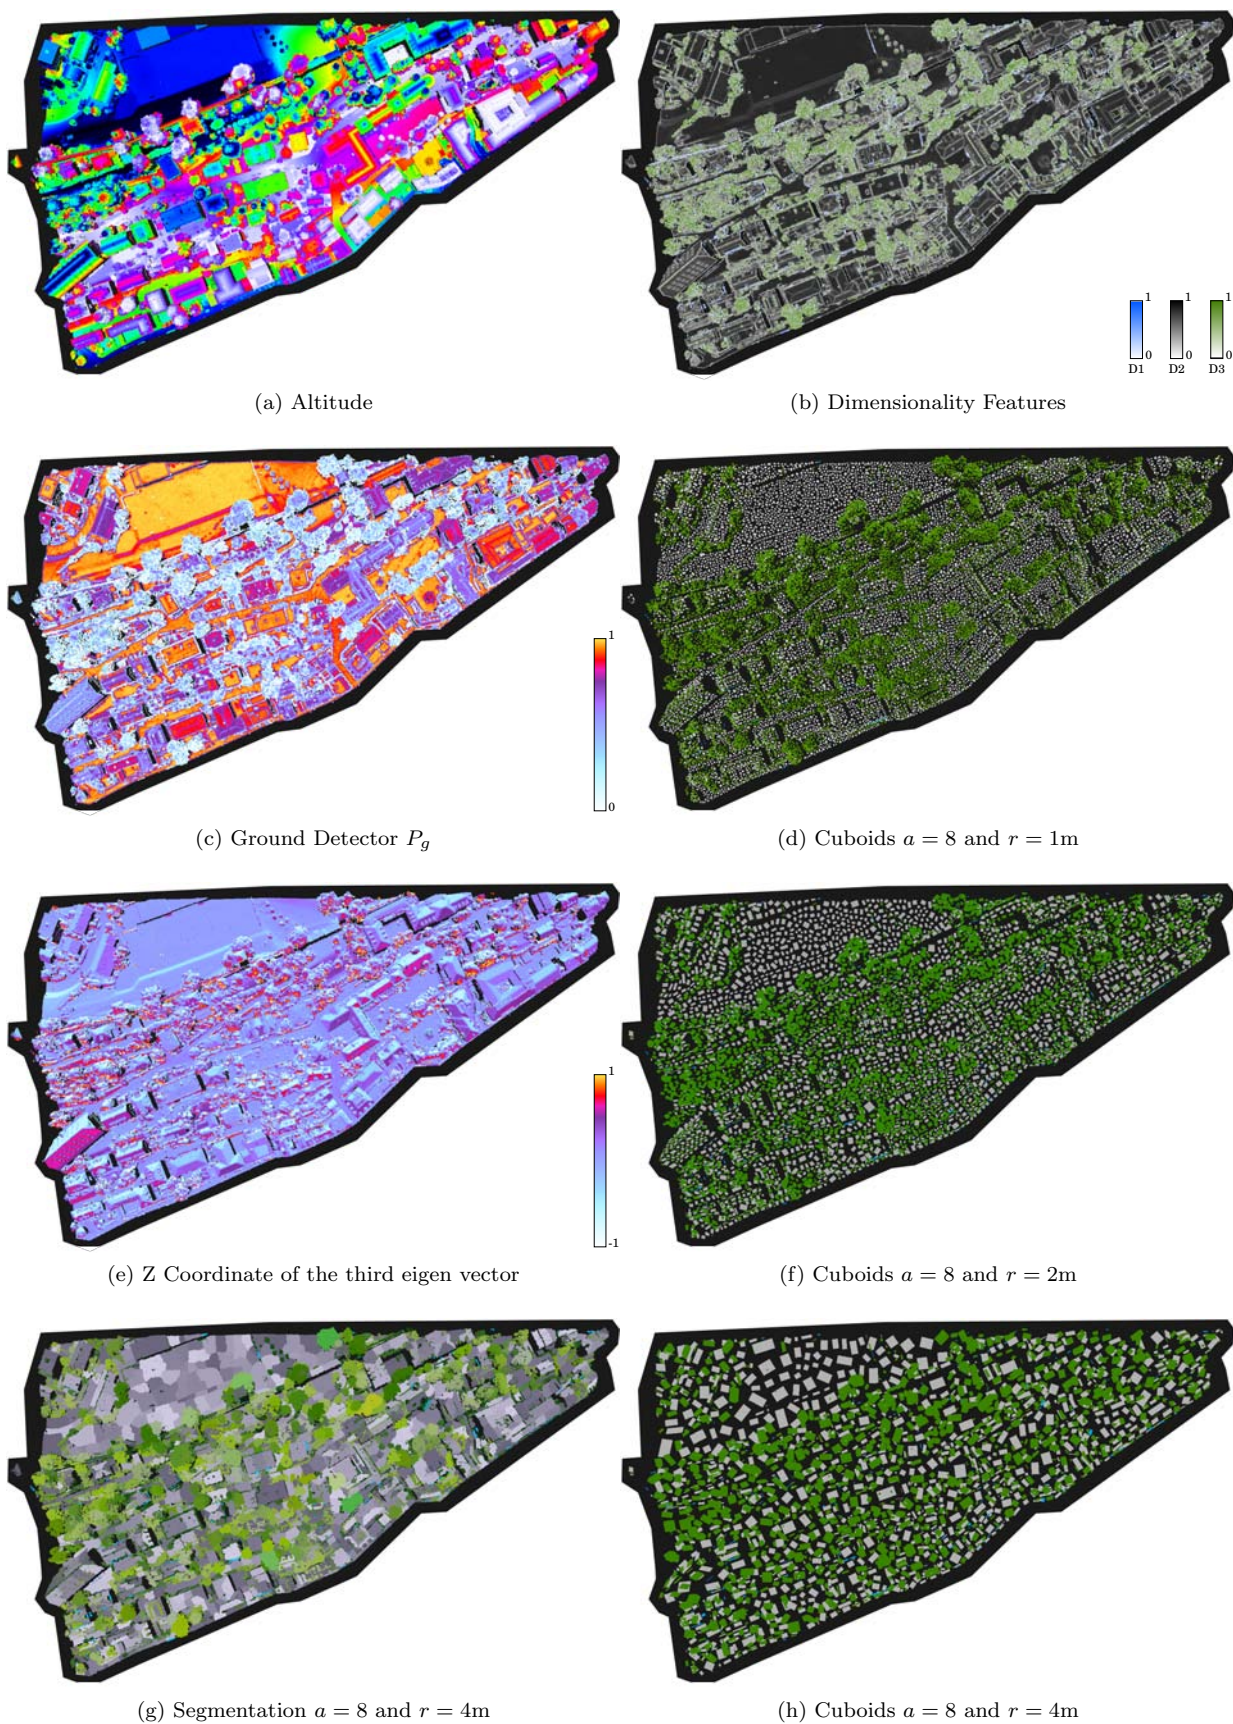 1 1 1
0 0 0
D1 D2 D3
(a) Altitude
(b) Dimensionality Features
1
0
(c) Ground Detector P_g
(d) Cuboids a = 8 and r = 1m
1
-1
(e) Z Coordinate of the third eigen vector
(f) Cuboids a = 8 and r = 2m
(g) Segmentation a = 8 and r = 4m
(h) Cuboids a = 8 and r = 4m